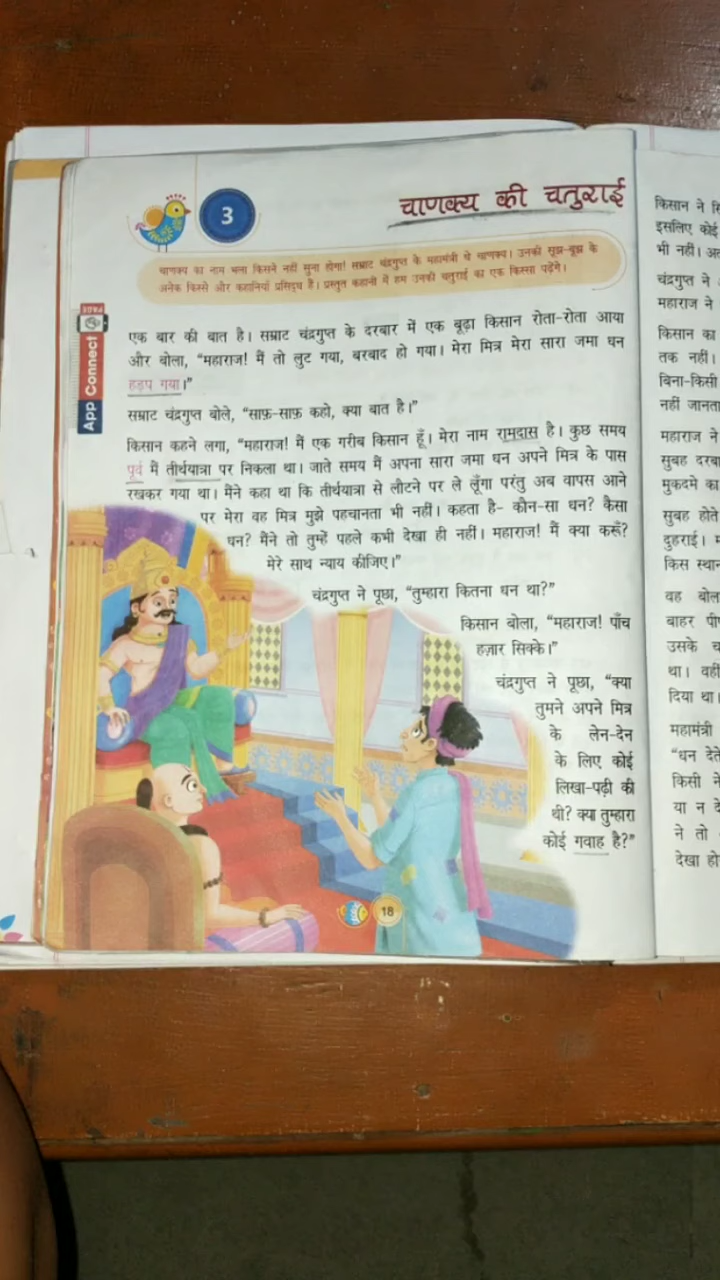 3
चाणक्य की चतुराई
चाणक्य का नाम भला किसने नहीं सुना होगा! सम्राट चंद्रगुप्त के महामंत्री थे चाणक्य। उनकी सूझ-बूझ के
अनेक किस्से और कहानियाँ प्रसिद्ध हैं। प्रस्तुत कहानी में हम उनकी चतुराई का एक किस्सा पढ़ेंगे।
App Connect
PAGE
एक बार की बात है। सम्राट चंद्रगुप्त के दरबार में एक बूढ़ा किसान रोता-रोता आया
और बोला, “महाराज! मैं तो लुट गया, बरबाद हो गया। मेरा मित्र मेरा सारा जमा धन
हड़प गया।”
सम्राट चंद्रगुप्त बोले, “साफ़-साफ़ कहो, क्या बात है।”
किसान कहने लगा, “महाराज! मैं एक गरीब किसान हूँ। मेरा नाम रामदास है। कुछ समय
पूर्व मैं तीर्थयात्रा पर निकला था। जाते समय मैं अपना सारा जमा धन अपने मित्र के पास
रखकर गया था। मैंने कहा था कि तीर्थयात्रा से लौटने पर ले लूँगा परंतु अब वापस आने
पर मेरा वह मित्र मुझे पहचानता भी नहीं। कहता है- कौन-सा धन? कैसा
धन? मैंने तो तुम्हें पहले कभी देखा ही नहीं। महाराज! मैं क्या करूँ?
मेरे साथ न्याय कीजिए।”
चंद्रगुप्त ने पूछा, “तुम्हारा कितना धन था?”
किसान बोला, “महाराज! पाँच
हज़ार सिक्के।”
चंद्रगुप्त ने पूछा, “क्या
तुमने अपने मित्र
के लेन-देन
के लिए कोई
लिखा-पढ़ी की
थी? क्या तुम्हारा
कोई गवाह है?”
18
किसान ने
इसलिए कोई
भी नहीं।
चंद्रगुप्त ने
महाराज ने
किसान का
तक नहीं।
बिना-किसी
नहीं जानता
महाराज ने
सुबह
मुकदमे का
सुबह होते
दुहराई।
किस
वह
बाहर
उसके
था। वही
दिया था।
महामंत्री
“धन देते
किसी ने
या न
ने तो
देखा